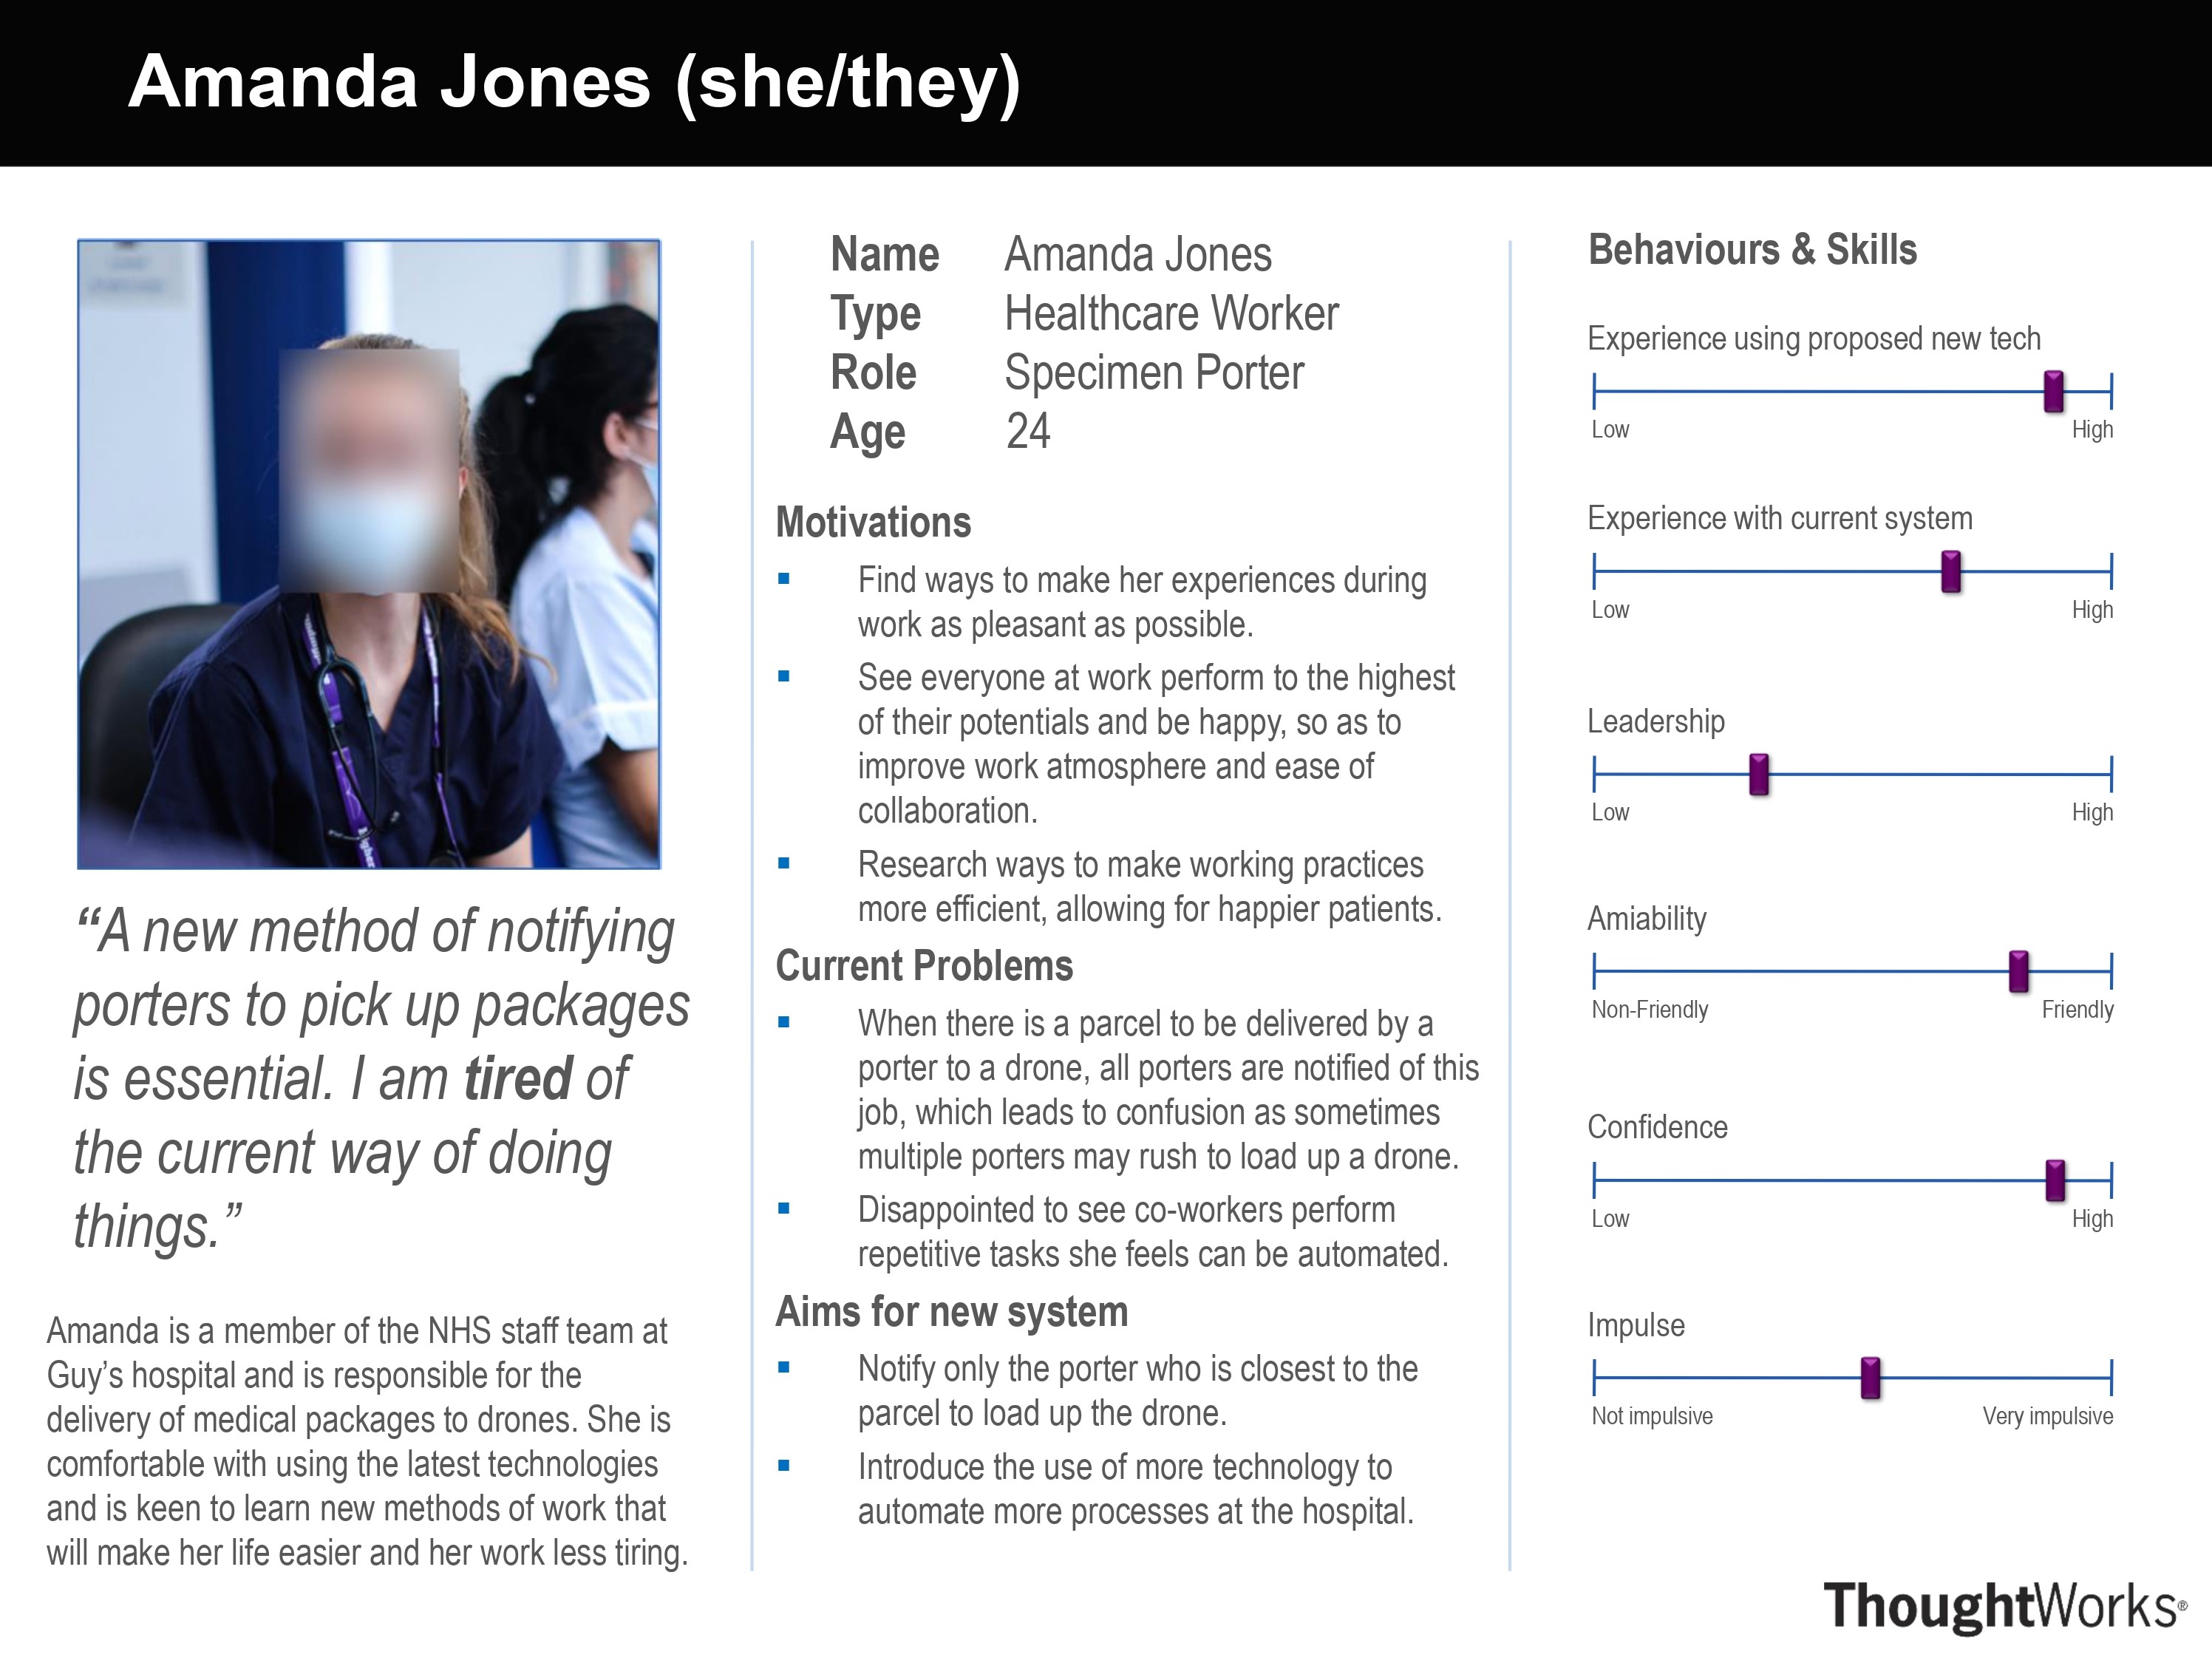 Amanda Jones (she/they)
“A new method of notifying
porters to pick up packages
is essential. I am tired of
the current way of doing
things.”
Amanda is a member of the NHS staff team at
Guy’s hospital and is responsible for the
delivery of medical packages to drones. She is
comfortable with using the latest technologies
and is keen to learn new methods of work that
will make her life easier and her work less tiring.
Name Amanda Jones
Type Healthcare Worker
Role Specimen Porter
Age 24
Motivations
▪ Find ways to make her experiences during
work as pleasant as possible.
▪ See everyone at work perform to the highest
of their potentials and be happy, so as to
improve work atmosphere and ease of
collaboration.
▪ Research ways to make working practices
more efficient, allowing for happier patients.
Current Problems
▪ When there is a parcel to be delivered by a
porter to a drone, all porters are notified of this
job, which leads to confusion as sometimes
multiple porters may rush to load up a drone.
▪ Disappointed to see co-workers perform
repetitive tasks she feels can be automated.
Aims for new system
▪ Notify only the porter who is closest to the
parcel to load up the drone.
▪ Introduce the use of more technology to
automate more processes at the hospital.
Behaviours & Skills
Experience using proposed new tech
Low High
Experience with current system
Low High
Leadership
Low High
Amiability
Non-Friendly Friendly
Confidence
Low High
Impulse
Not impulsive Very impulsive
ThoughtWorks®